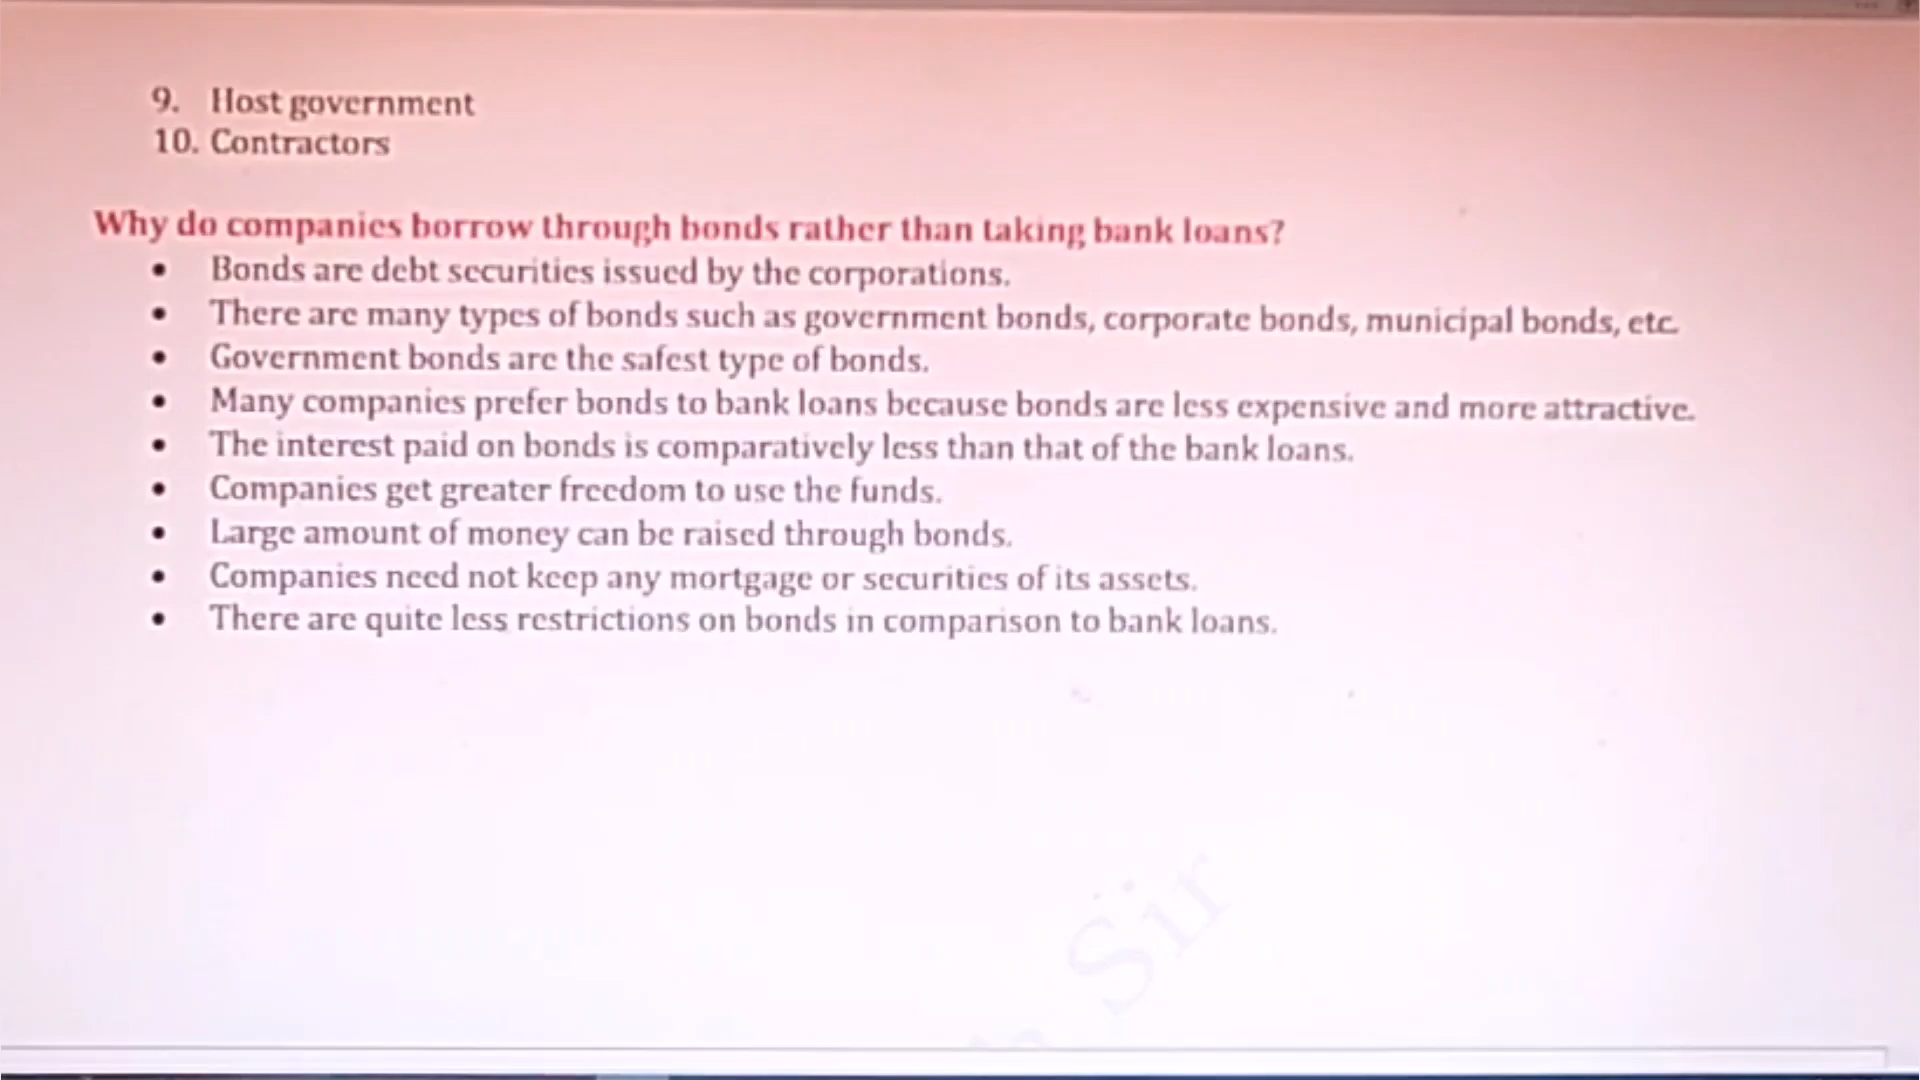 9. Host government
10. Contractors
Why do companies borrow through bonds rather than taking bank loans?
• Bonds are debt securities issued by the corporations.
• There are many types of bonds such as government bonds, corporate bonds, municipal bonds, etc.
• Government bonds are the safest type of bonds.
• Many companies prefer bonds to bank loans because bonds are less expensive and more attractive.
• The interest paid on bonds is comparatively less than that of the bank loans.
• Companies get greater freedom to use the funds.
• Large amount of money can be raised through bonds.
• Companies need not keep any mortgage or securities of its assets.
• There are quite less restrictions on bonds in comparison to bank loans.
Sir